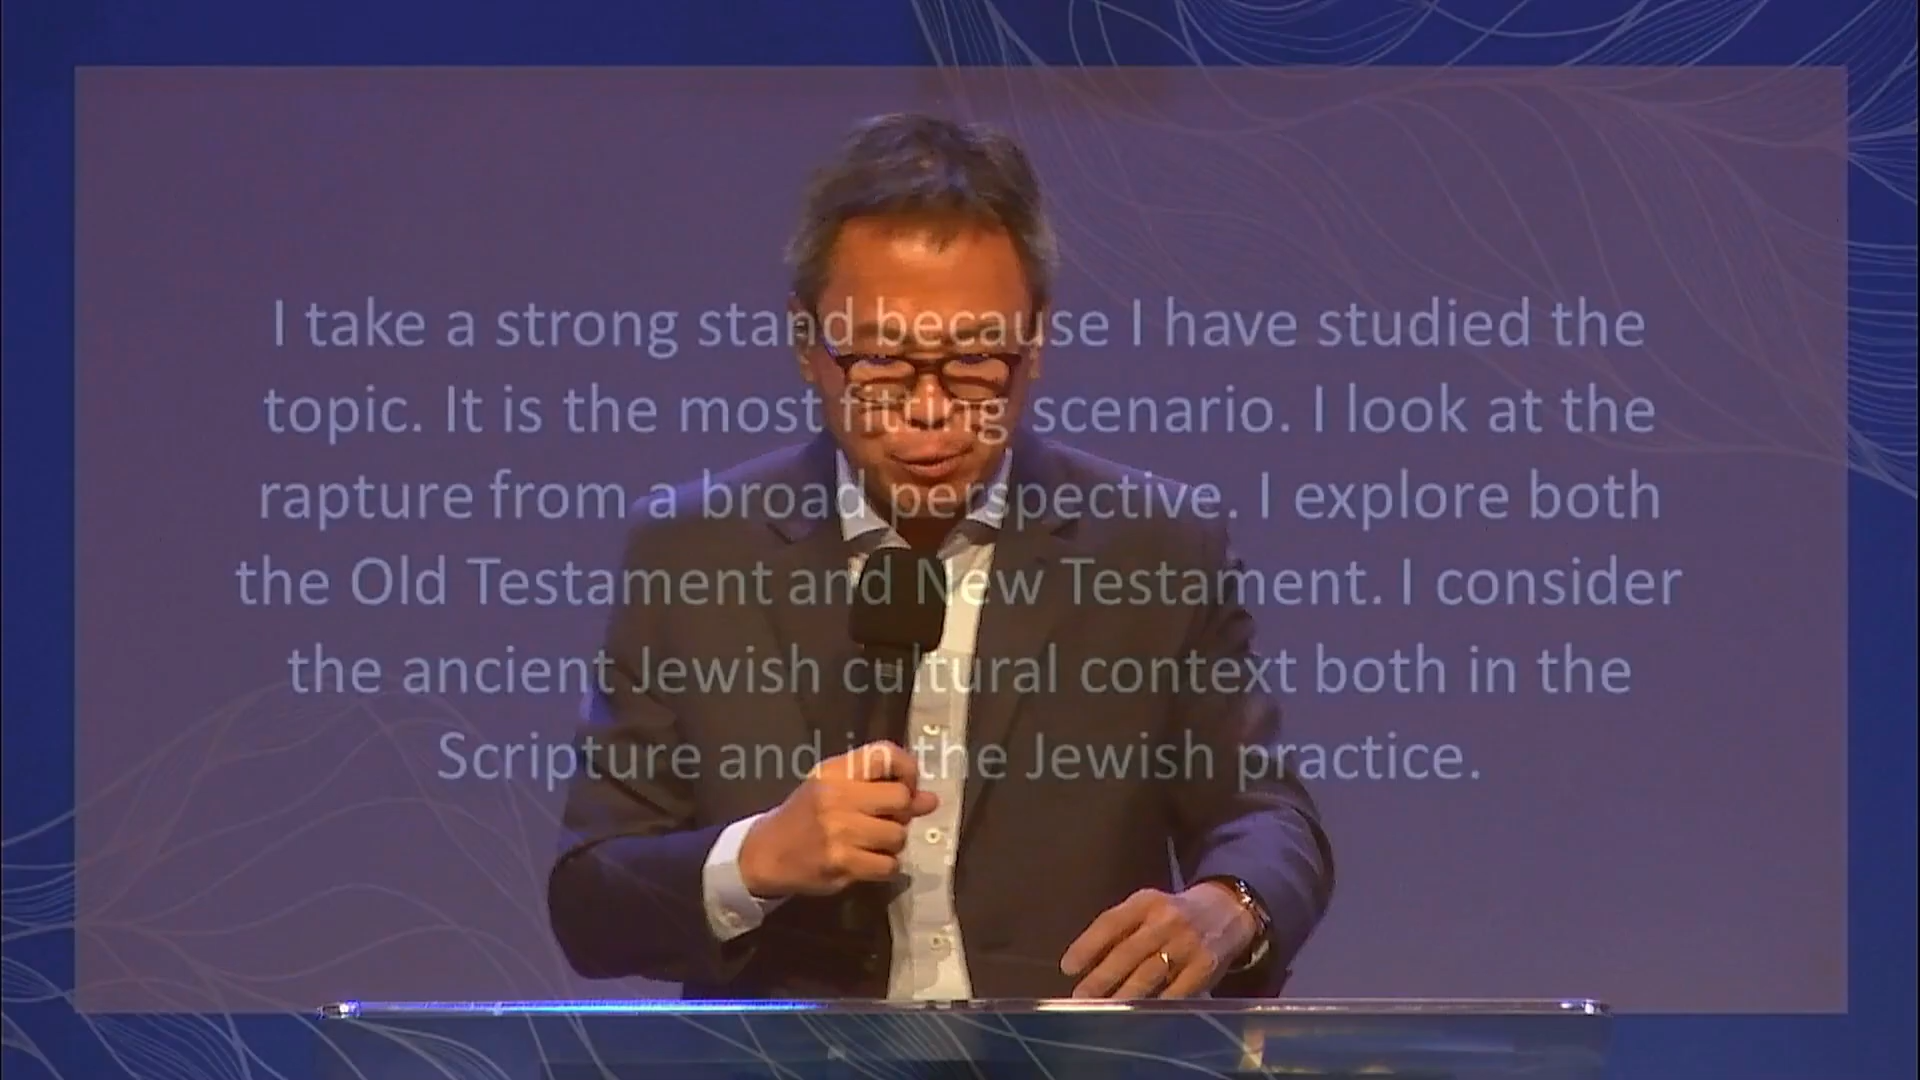 I take a strong stand because I have studied the
topic. It is the most fitting scenario. I look at the
rapture from a broad perspective. I explore both
the Old Testament and New Testament. I consider
the ancient Jewish cultural context both in the
Scripture and in the Jewish practice.